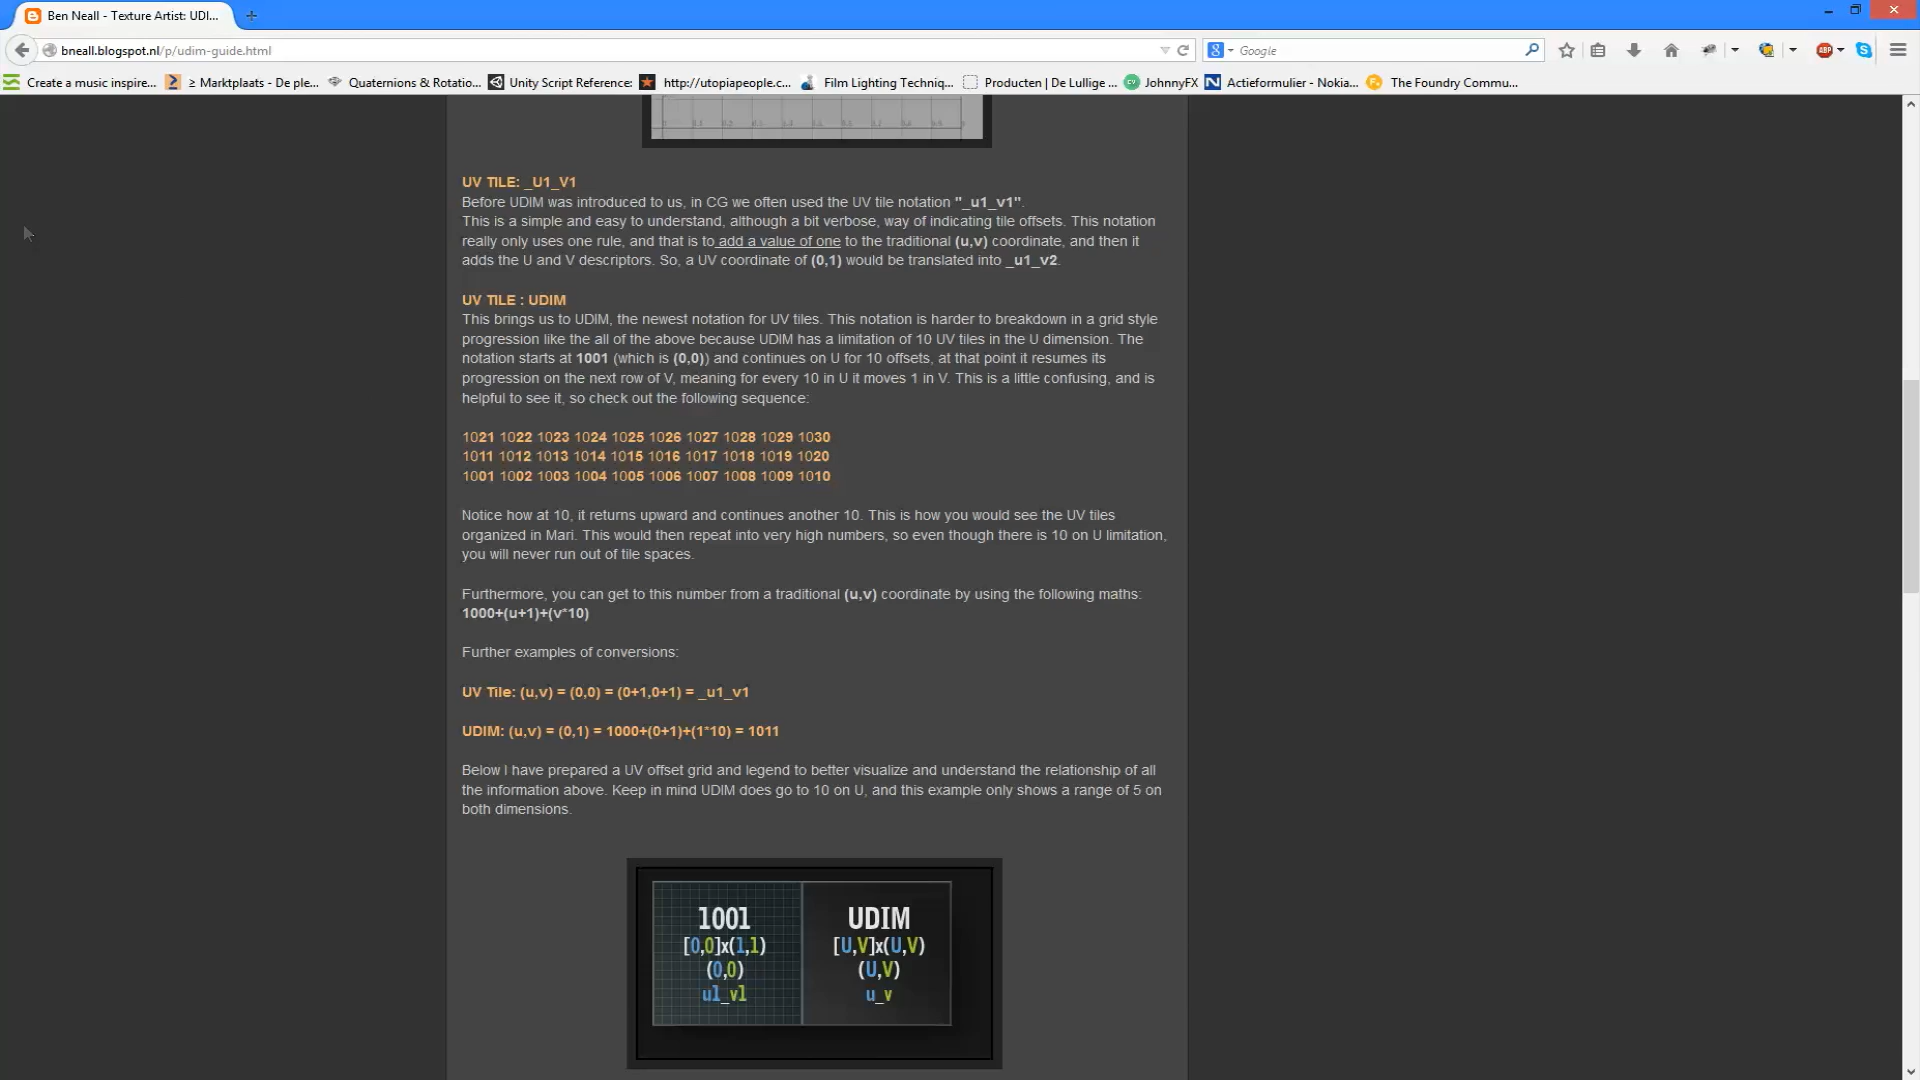 Ben Neall - Texture Artist: UDI...
bneall.blogspot.nl/p/udim-guide.html
Google
Create a music inspire... ≥ Marktplaats - De ple... Quaternions & Rotatio... Unity Script Reference: http://utopiapeople.c... Film Lighting Techniq... Producten | De Lullige ... JohnnyFX Actieformulier - Nokia... The Foundry Commu...
UV TILE: _U1_V1
Before UDIM was introduced to us, in CG we often used the UV tile notation "_u1_v1".
This is a simple and easy to understand, although a bit verbose, way of indicating tile offsets. This notation
really only uses one rule, and that is to add a value of one to the traditional (u,v) coordinate, and then it
adds the U and V descriptors. So, a UV coordinate of (0,1) would be translated into _u1_v2.
UV TILE : UDIM
This brings us to UDIM, the newest notation for UV tiles. This notation is harder to breakdown in a grid style
progression like the all of the above because UDIM has a limitation of 10 UV tiles in the U dimension. The
notation starts at 1001 (which is (0,0)) and continues on U for 10 offsets, at that point it resumes its
progression on the next row of V, meaning for every 10 in U it moves 1 in V. This is a little confusing, and is
helpful to see it, so check out the following sequence:
1021 1022 1023 1024 1025 1026 1027 1028 1029 1030
1011 1012 1013 1014 1015 1016 1017 1018 1019 1020
1001 1002 1003 1004 1005 1006 1007 1008 1009 1010
Notice how at 10, it returns upward and continues another 10. This is how you would see the UV tiles
organized in Mari. This would then repeat into very high numbers, so even though there is 10 on U limitation,
you will never run out of tile spaces.
Furthermore, you can get to this number from a traditional (u,v) coordinate by using the following maths:
1000+(u+1)+(v*10)
Further examples of conversions:
UV Tile: (u,v) = (0,0) = (0+1,0+1) = _u1_v1
UDIM: (u,v) = (0,1) = 1000+(0+1)+(1*10) = 1011
Below I have prepared a UV offset grid and legend to better visualize and understand the relationship of all
the information above. Keep in mind UDIM does go to 10 on U, and this example only shows a range of 5 on
both dimensions.
1001 UDIM
[0,0]x(1,1) [U,V]x(U,V)
(0,0) (U,V)
u1_v1 u_v